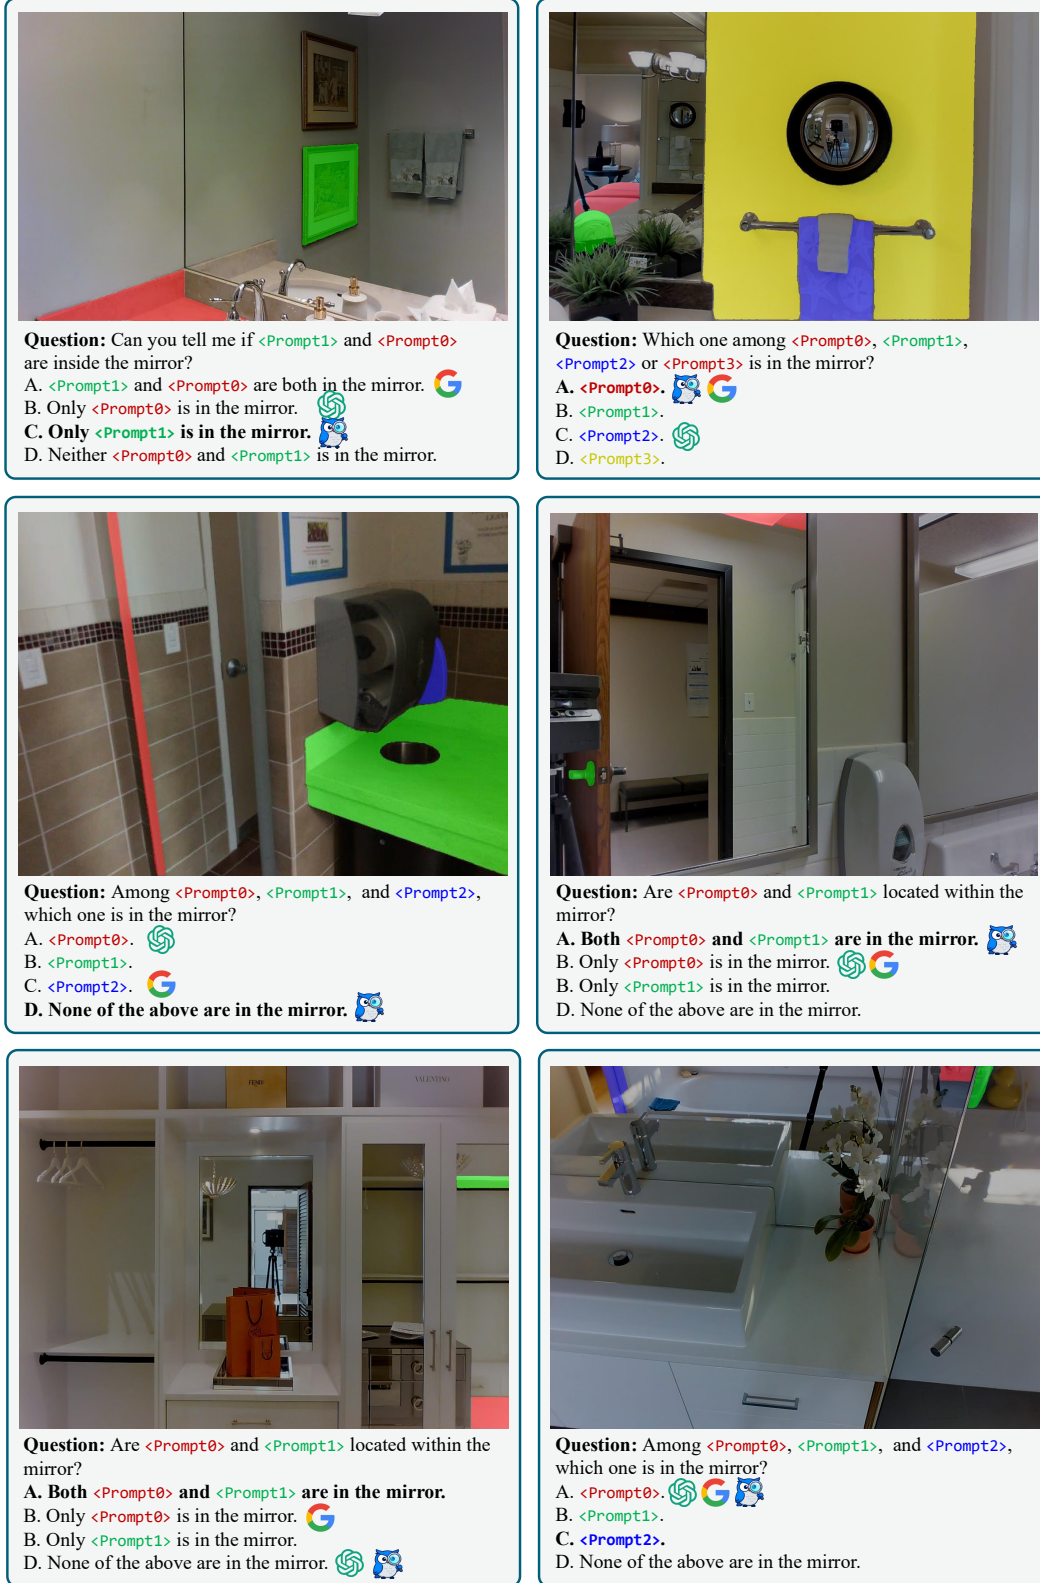 Question: Can you tell me if <Prompt1> and <Prompt0>
are inside the mirror?
A. <Prompt1> and <Prompt0> are both in the mirror.
B. Only <Prompt0> is in the mirror.
C. Only <Prompt1> is in the mirror.
D. Neither <Prompt0> and <Prompt1> is in the mirror.
Question: Which one among <Prompt0>, <Prompt1>,
<Prompt2> or <Prompt3> is in the mirror?
A. <Prompt0>.
B. <Prompt1>.
C. <Prompt2>.
D. <Prompt3>.
Question: Among <Prompt0>, <Prompt1>, and <Prompt2>,
which one is in the mirror?
A. <Prompt0>.
B. <Prompt1>.
C. <Prompt2>.
D. None of the above are in the mirror.
Question: Are <Prompt0> and <Prompt1> located within the
mirror?
A. Both <Prompt0> and <Prompt1> are in the mirror.
B. Only <Prompt0> is in the mirror.
B. Only <Prompt1> is in the mirror.
D. None of the above are in the mirror.
FENDI
VALENTINO
Question: Are <Prompt0> and <Prompt1> located within the
mirror?
A. Both <Prompt0> and <Prompt1> are in the mirror.
B. Only <Prompt0> is in the mirror.
B. Only <Prompt1> is in the mirror.
D. None of the above are in the mirror.
Question: Among <Prompt0>, <Prompt1>, and <Prompt2>,
which one is in the mirror?
A. <Prompt0>.
B. <Prompt1>.
C. <Prompt2>.
D. None of the above are in the mirror.